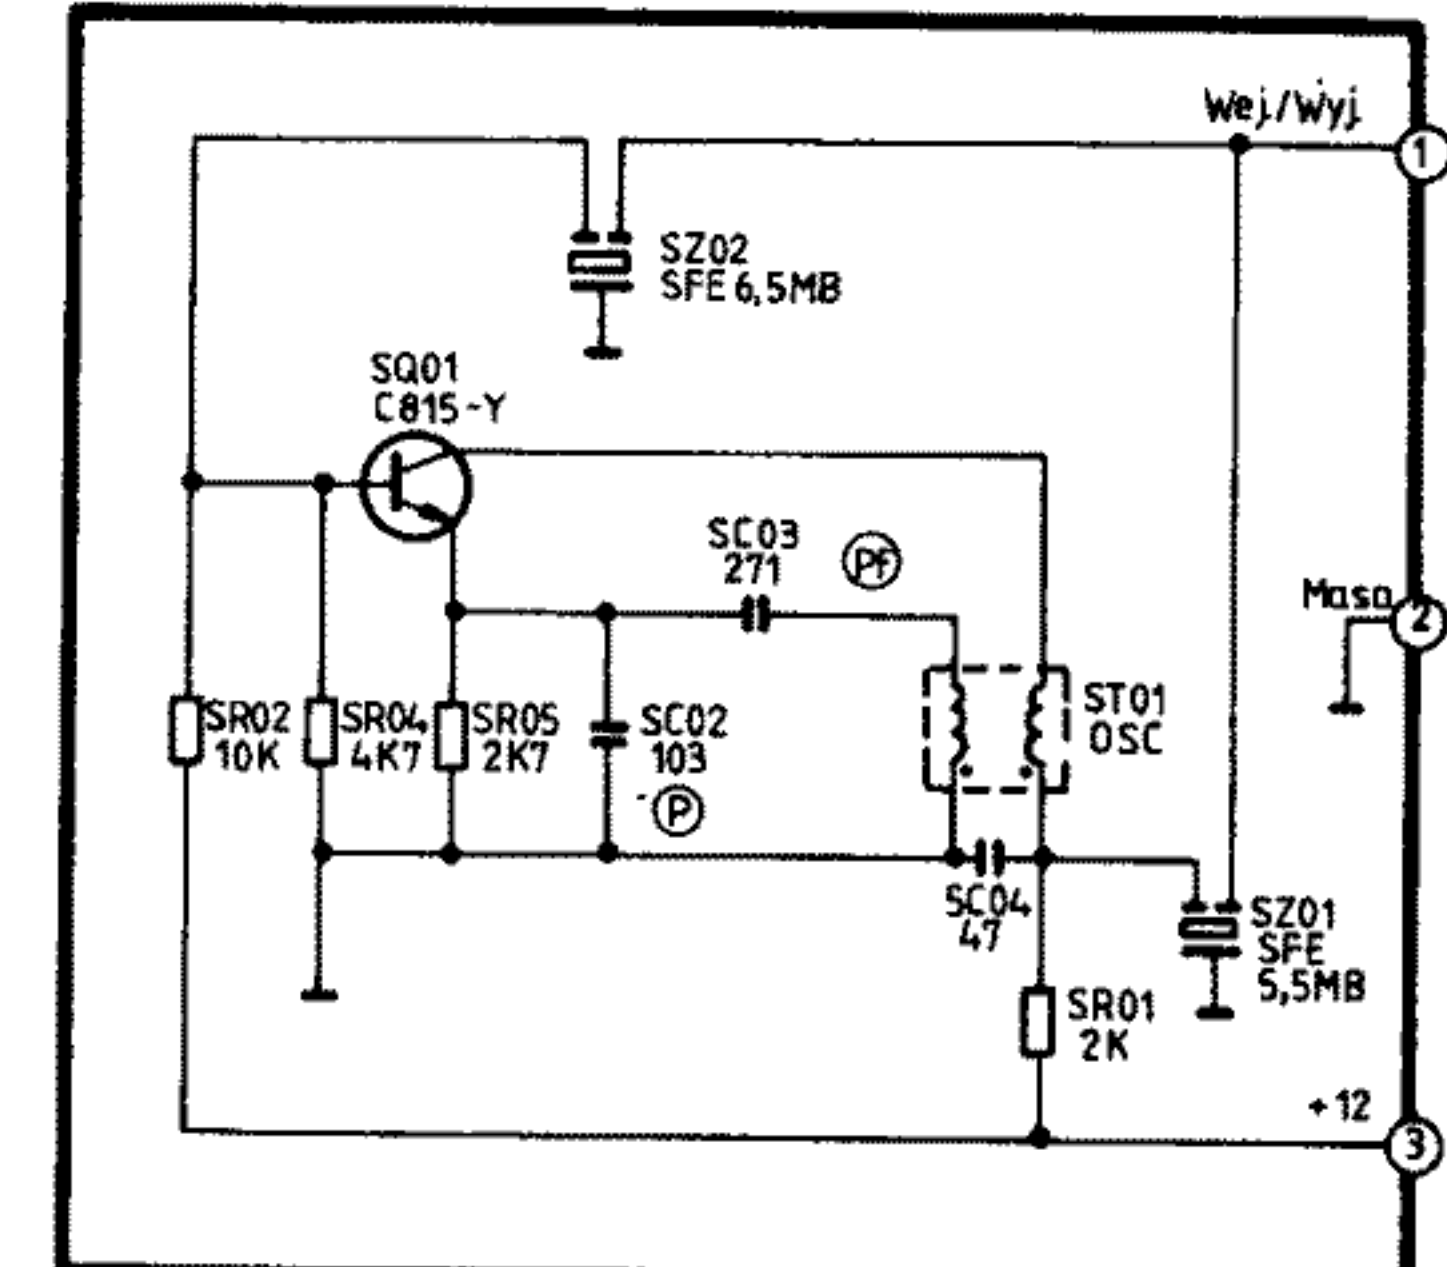 Wej/Wyj
1
SZ02
SFE 6,5MB
SQ01
C815-Y
SC03
271
Pf
Masa
2
SR02
10K
SR04
4K7
SR05
2K7
SC02
103
P
ST01
OSC
SC04
47
SZ01
SFE
5,5MB
SR01
2K
+12
3